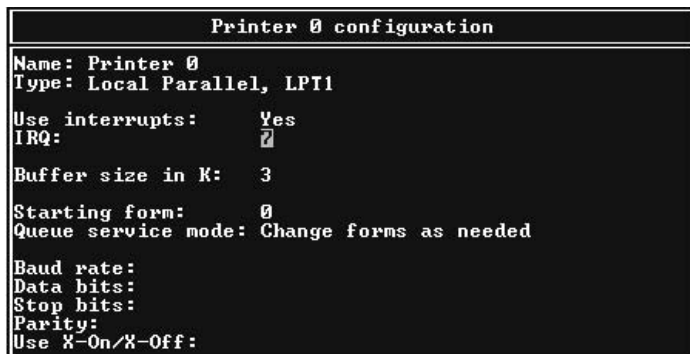 Printer 0 configuration
Name: Printer 0
Type: Local Parallel, LPT1
Use interrupts: Yes
IRQ: 7
Buffer size in K: 3
Starting form: 0
Queue service mode: Change forms as needed
Baud rate:
Data bits:
Stop bits:
Parity:
Use X-On/X-Off: